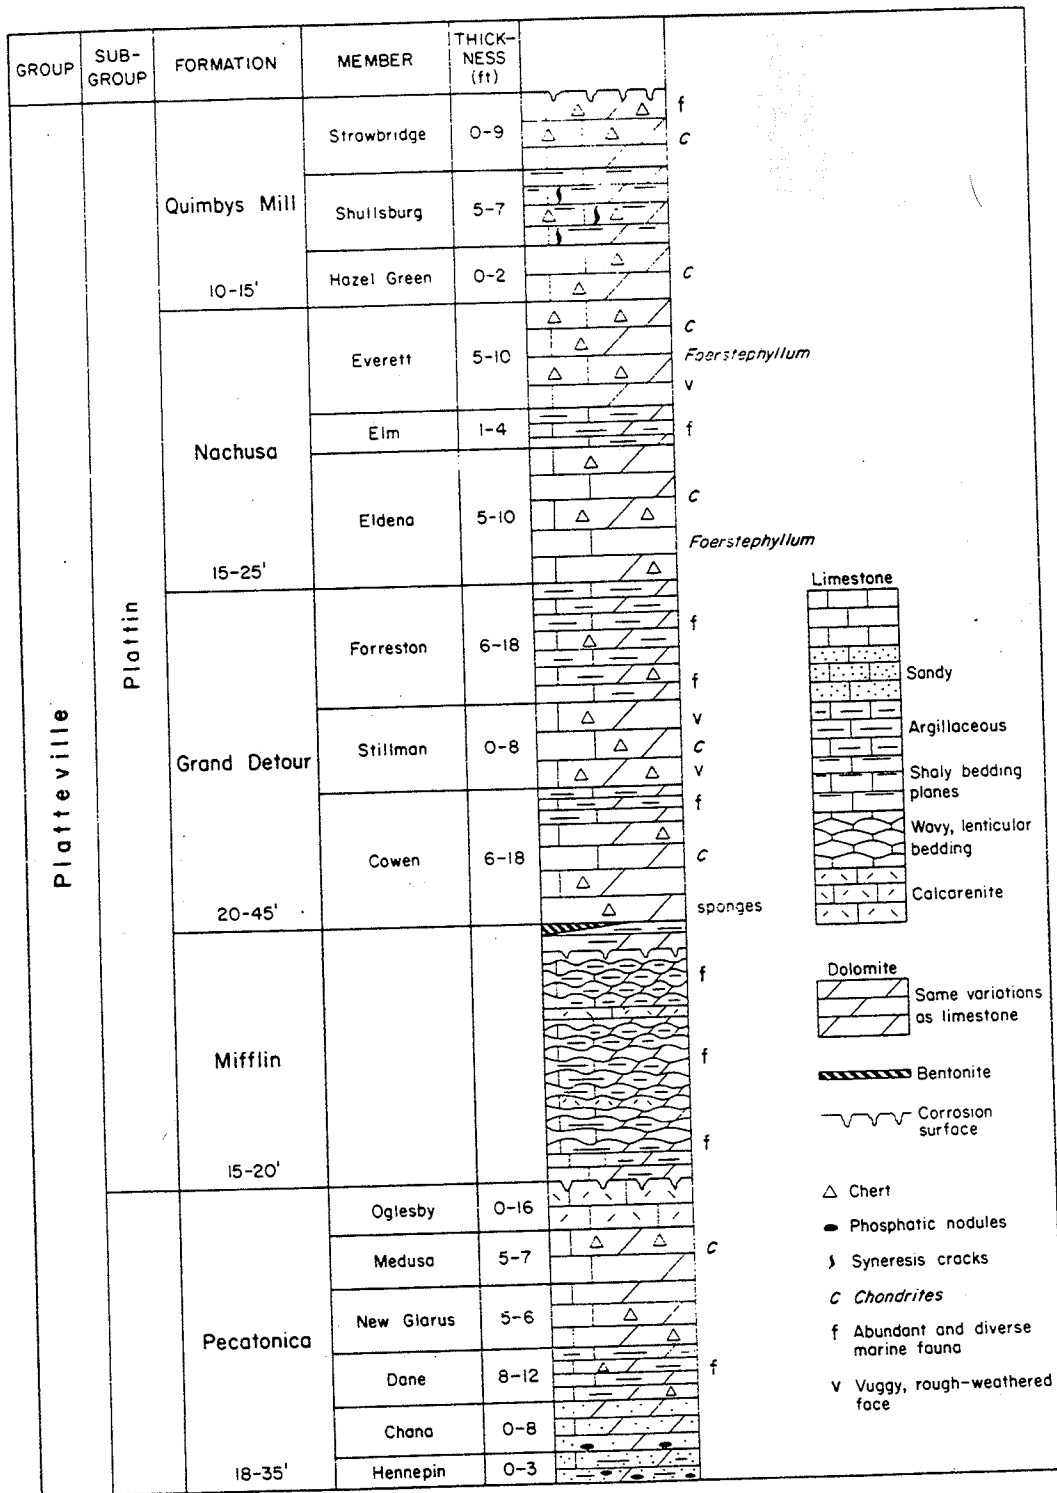 GROUP
SUB-
GROUP
FORMATION
MEMBER
THICK-
NESS
(ft)
Platteville
Plattin
Quimbys Mill
10-15'
Strawbridge
0-9
f
c
Shullsburg
5-7
Hazel Green
0-2
c
Nachusa
15-25'
Everett
5-10
c
Foerstephyllum
v
Elm
1-4
f
Eldena
5-10
c
Foerstephyllum
Grand Detour
20-45'
Forreston
6-18
f
f
Stillman
0-8
v
c
v
Cowen
6-18
f
c
sponges
Mifflin
15-20'
f
f
f
Pecatonica
18-35'
Oglesby
0-16
Medusa
5-7
c
New Glarus
5-6
Dane
8-12
f
Chana
0-8
Hennepin
0-3
Limestone
Sandy
Argillaceous
Shaly bedding
planes
Wavy, lenticular
bedding
Calcarenite
Dolomite
Same variations
as limestone
Bentonite
Corrosion
surface
Chert
Phosphatic nodules
Syneresis cracks
c Chondrites
f Abundant and diverse
marine fauna
v Vuggy, rough-weathered
face